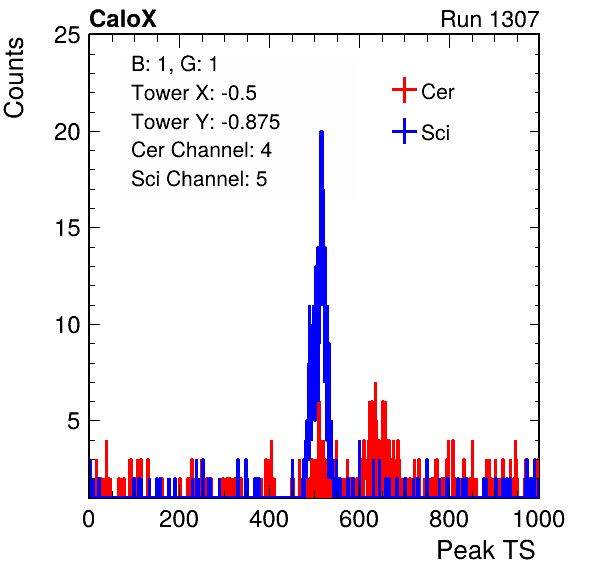 CaloX Run 1307
Counts
25
20
15
10
5
B: 1, G: 1
Tower X: -0.5
Tower Y: -0.875
Cer Channel: 4
Sci Channel: 5
Cer
Sci
0 200 400 600 800 1000
Peak TS